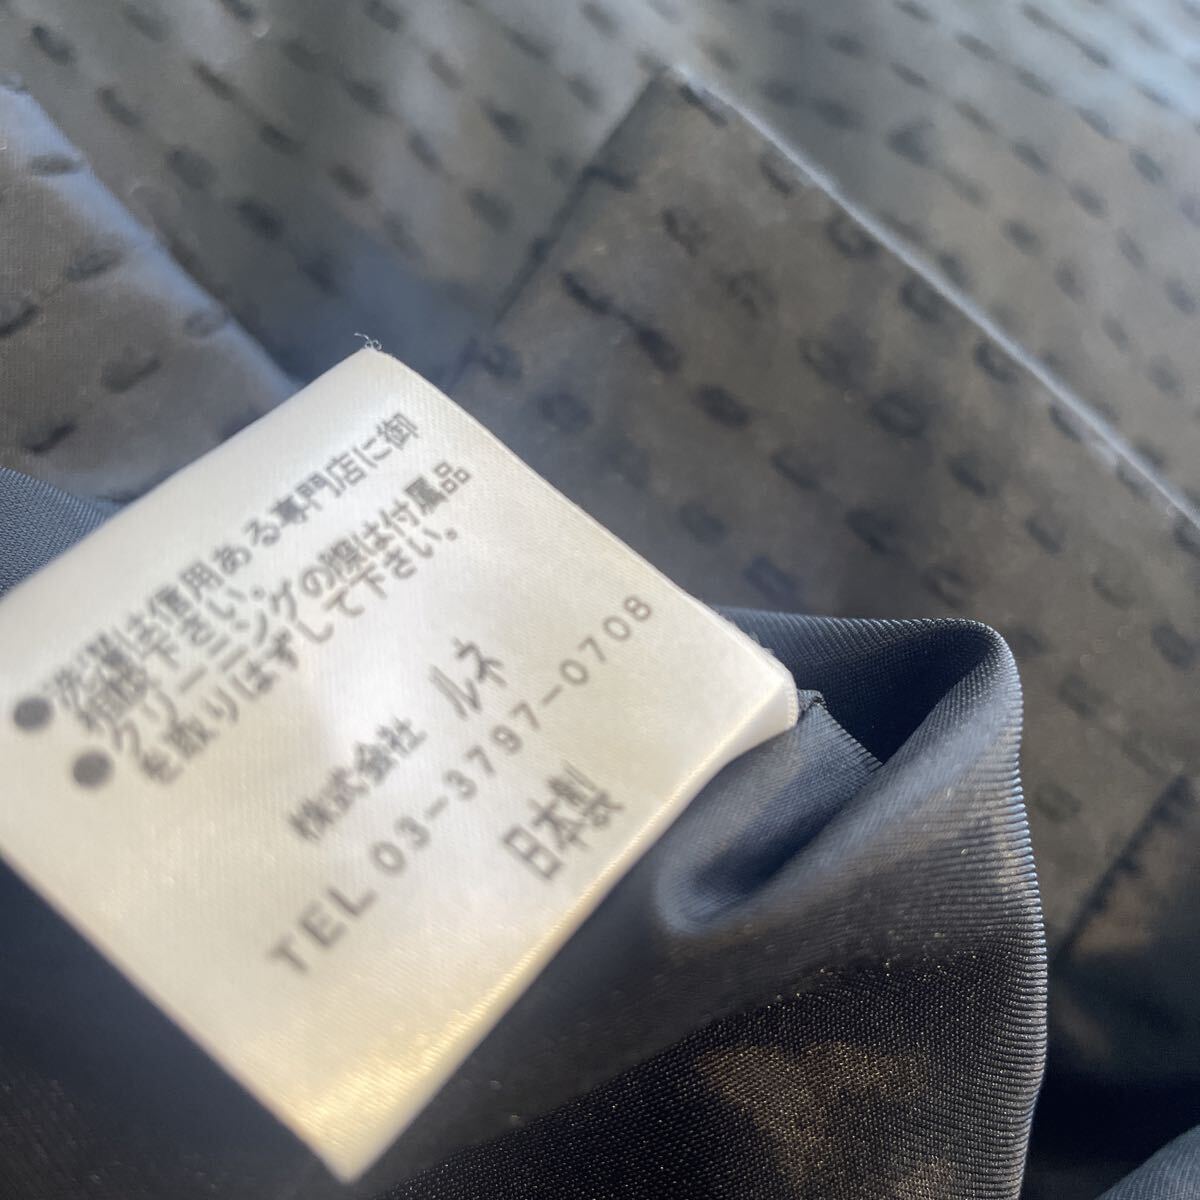 ●洗濯は信用ある専門店に御
相談下さい。
●クリーニングの際は付属品
を取りはずして下さい。
株式会社 ルネ
TEL 03-3797-0708
日本製